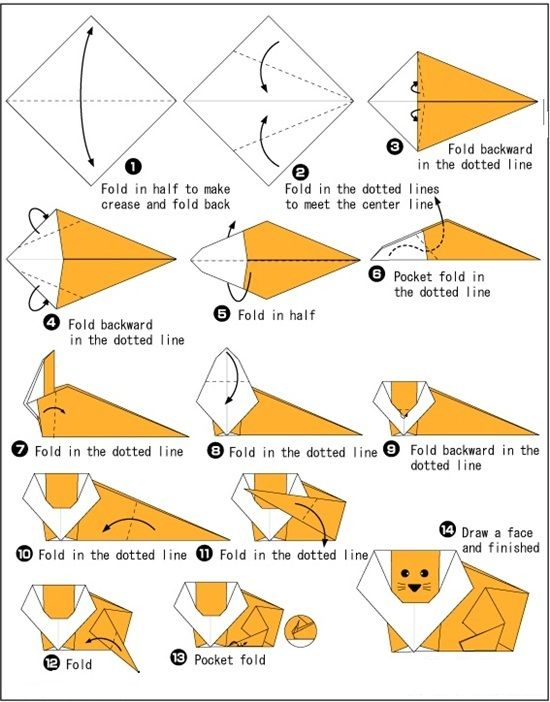 1
Fold in half to make
crease and fold back
2
Fold in the dotted lines
to meet the center line
3 Fold backward
in the dotted line
4 Fold backward
in the dotted line
5 Fold in half
6 Pocket fold in
the dotted line
7 Fold in the dotted line
8 Fold in the dotted line
9 Fold backward in the
dotted line
10 Fold in the dotted line
11 Fold in the dotted line
12 Fold
13 Pocket fold
14 Draw a face
and finished